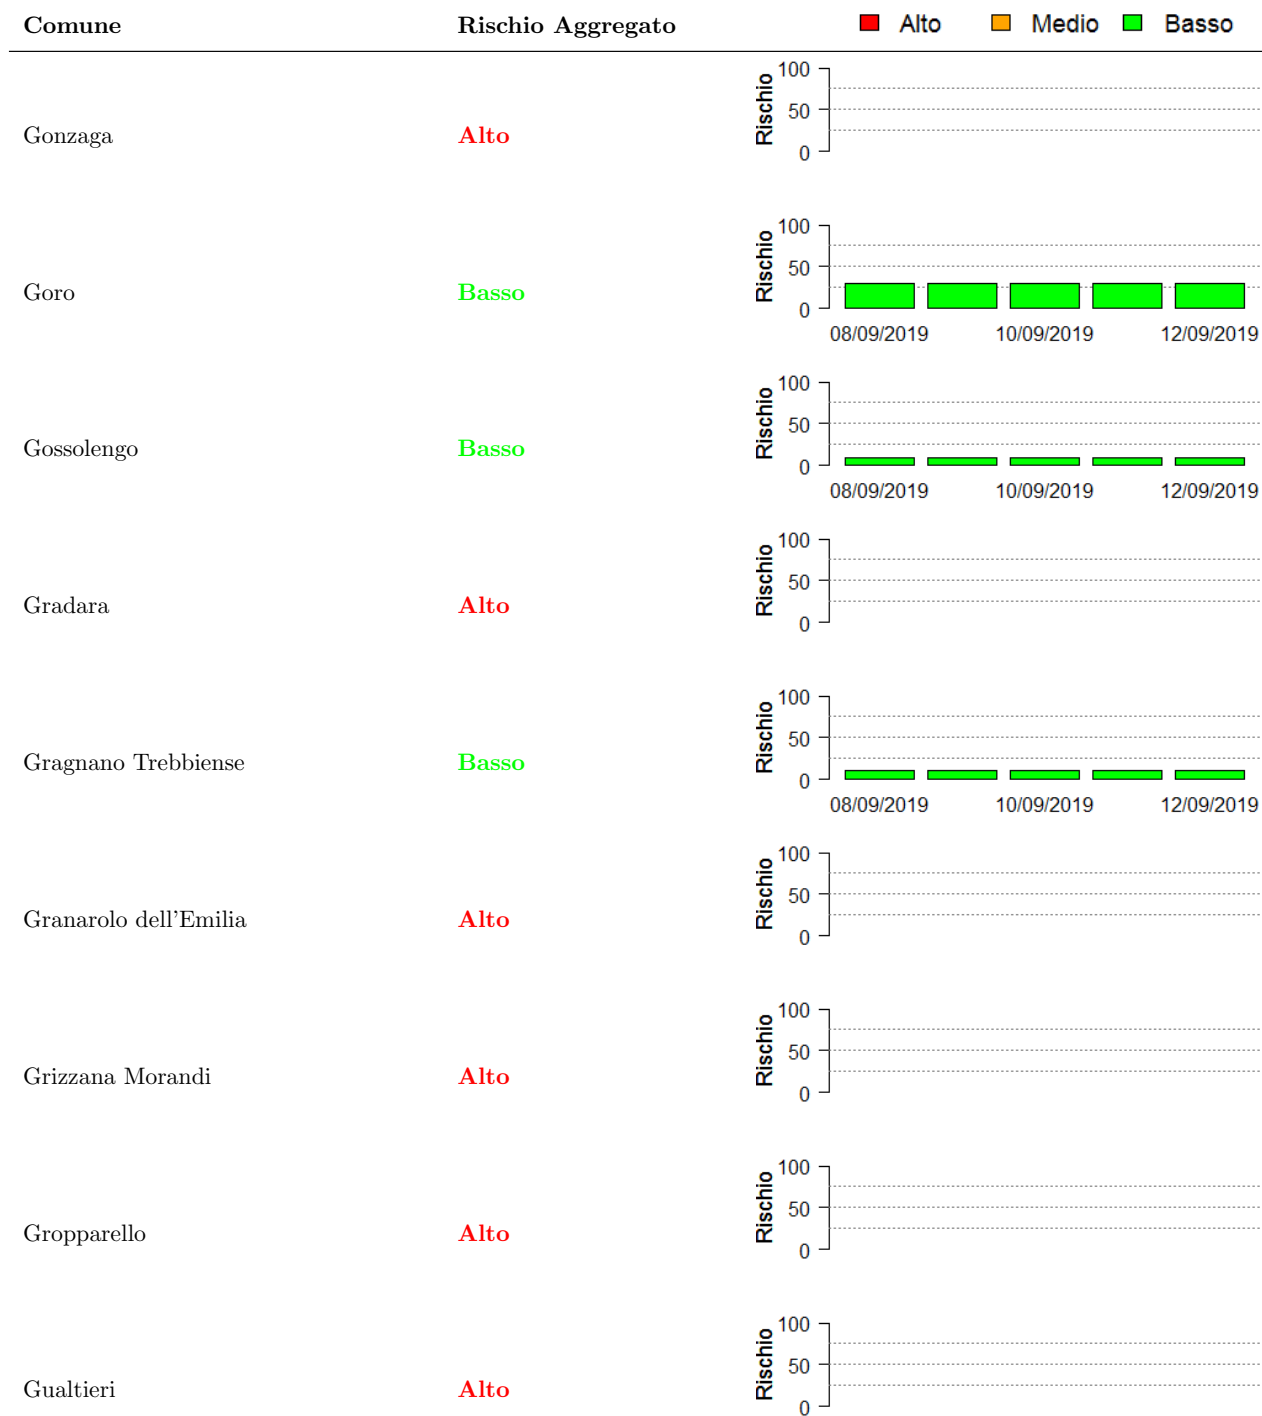 Comune Rischio Aggregato Alto Medio Basso
Gonzaga Alto Rischio 100 50 0
Goro Basso Rischio 100 50 0
08/09/2019 10/09/2019 12/09/2019
Gossolengo Basso Rischio 100 50 0
08/09/2019 10/09/2019 12/09/2019
Gradara Alto Rischio 100 50 0
Gragnano Trebbiense Basso Rischio 100 50 0
08/09/2019 10/09/2019 12/09/2019
Granarolo dell'Emilia Alto Rischio 100 50 0
Grizzana Morandi Alto Rischio 100 50 0
Gropparello Alto Rischio 100 50 0
Gualtieri Alto Rischio 100 50 0